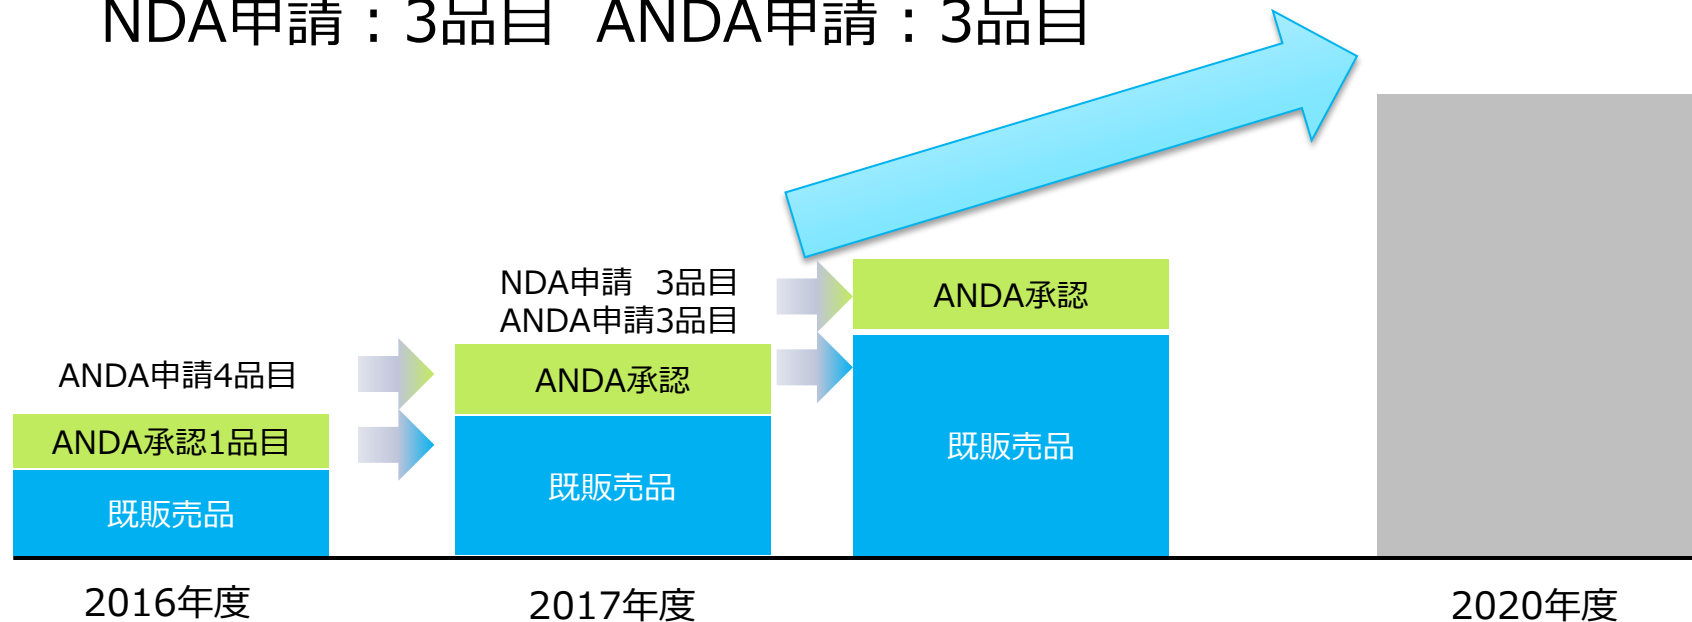 NDA申請：3品目 ANDA申請：3品目
NDA申請 3品目
ANDA申請3品目
ANDA承認
ANDA申請4品目
ANDA承認
ANDA承認1品目
既販売品
既販売品
既販売品
2016年度
2017年度
2020年度